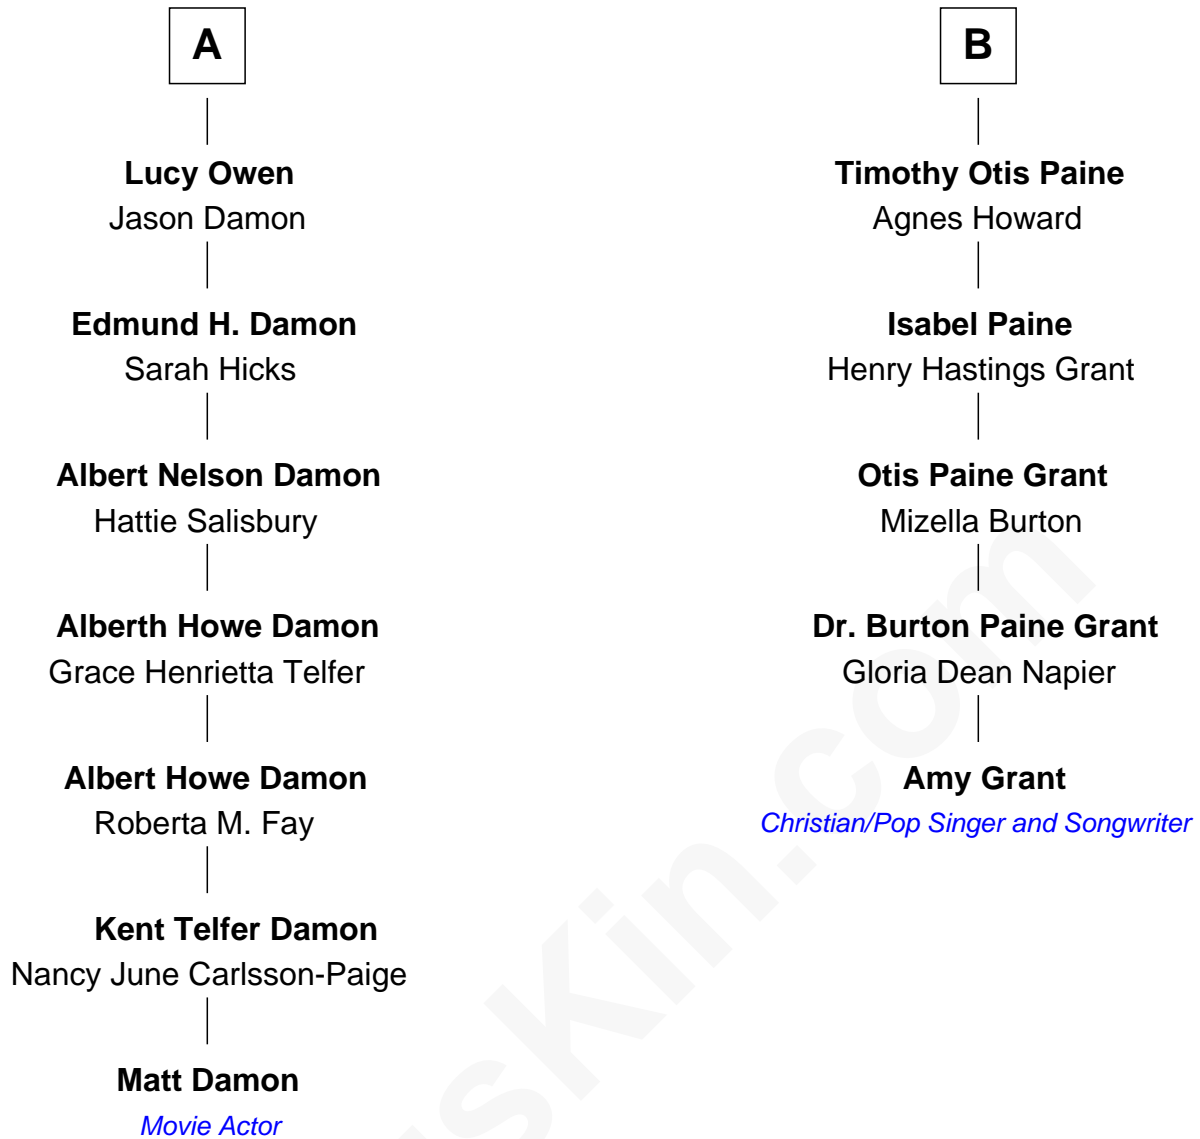 A
Lucy Owen
Jason Damon
Edmund H. Damon
Sarah Hicks
Albert Nelson Damon
Hattie Salisbury
Alberth Howe Damon
Grace Henrietta Telfer
Albert Howe Damon
Roberta M. Fay
Kent Telfer Damon
Nancy June Carlsson-Paige
Matt Damon
Movie Actor
B
Timothy Otis Paine
Agnes Howard
Isabel Paine
Henry Hastings Grant
Otis Paine Grant
Mizella Burton
Dr. Burton Paine Grant
Gloria Dean Napier
Amy Grant
Christian/Pop Singer and Songwriter